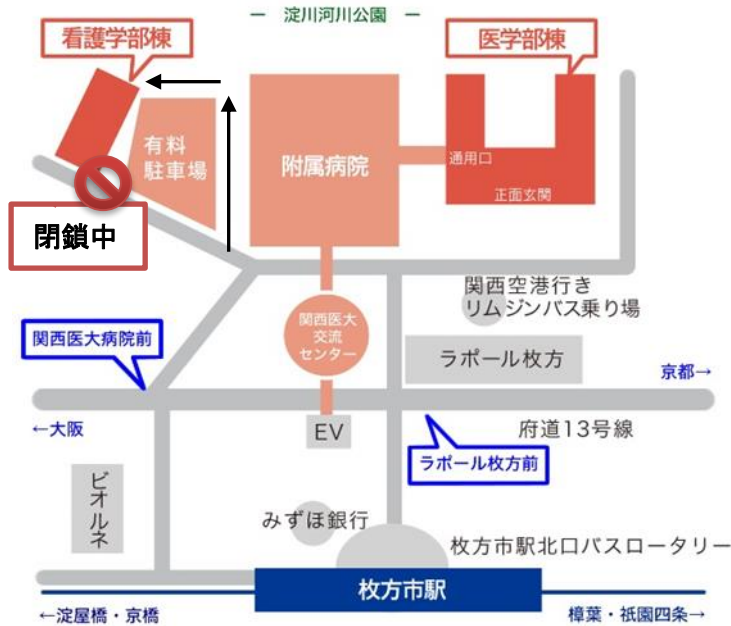 ― 淀川河川公園 ―
看護学部棟
医学部棟
有料
駐車場
附属病院
通用口
正面玄関
閉鎖中
関西空港行き
リムジンバス乗り場
関西医大
交流
センター
関西医大病院前
ラポール枚方
京都→
←大阪
EV
府道13号線
ラポール枚方前
ビオルネ
みずほ銀行
枚方市駅北口バスロータリー
枚方市駅
←淀屋橋・京橋
樟葉・祇園四条→